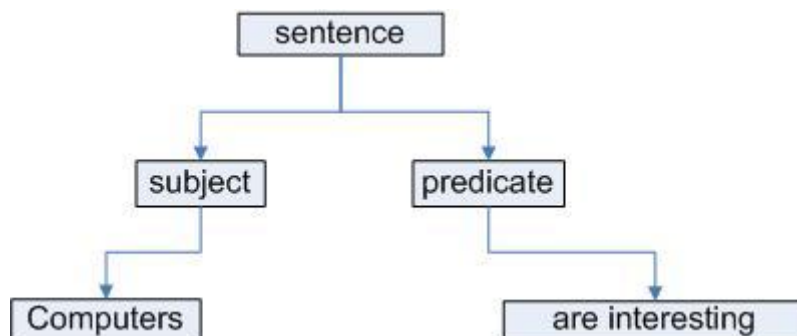 sentence
subject
predicate
Computers
are interesting